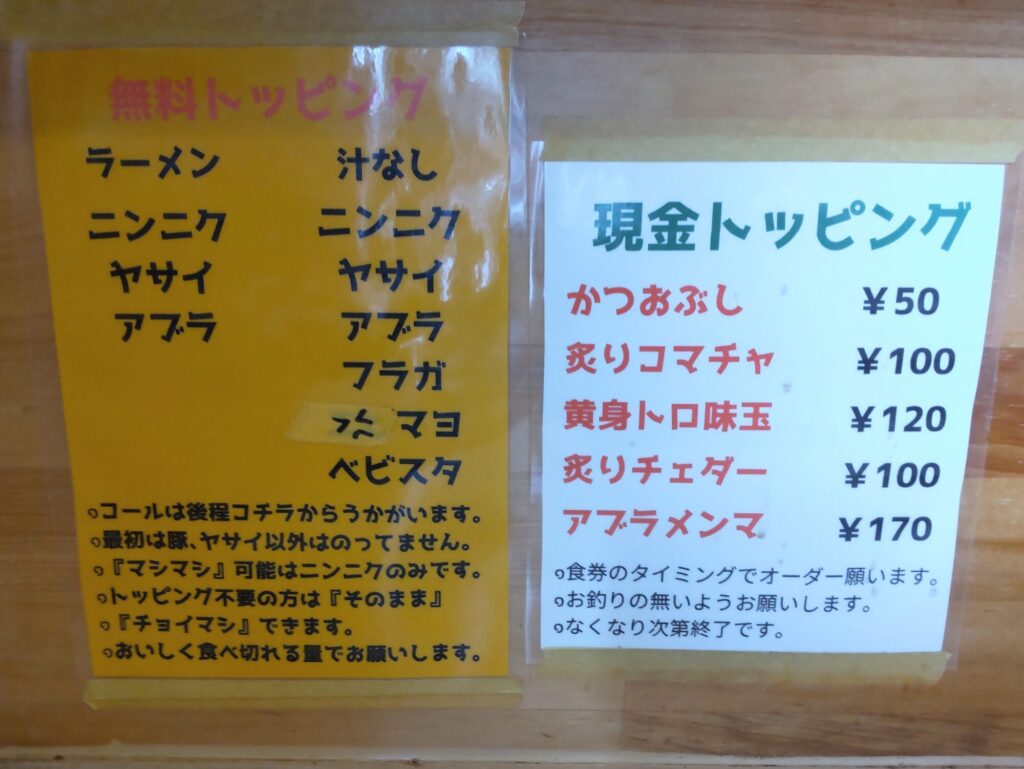 無料トッピング
ラーメン 汁なし
ニンニク ニンニク
ヤサイ ヤサイ
アブラ アブラ
フラガ
マヨ
ベビスタ
○コールは後程コチラからうかがいます。
○最初は豚、ヤサイ以外はのってません。
○『マシマシ』可能はニンニクのみです。
○トッピング不要の方は『そのまま』
○『チョイマシ』できます。
○おいしく食べ切れる量でお願いします。
現金トッピング
かつおぶし ￥50
炙りコマチャ ￥100
黄身トロ味玉 ￥120
炙りチェダー ￥100
アブラメンマ ￥170
○食券のタイミングでオーダー願います。
○お釣りの無いようお願いします。
○なくなり次第終了です。